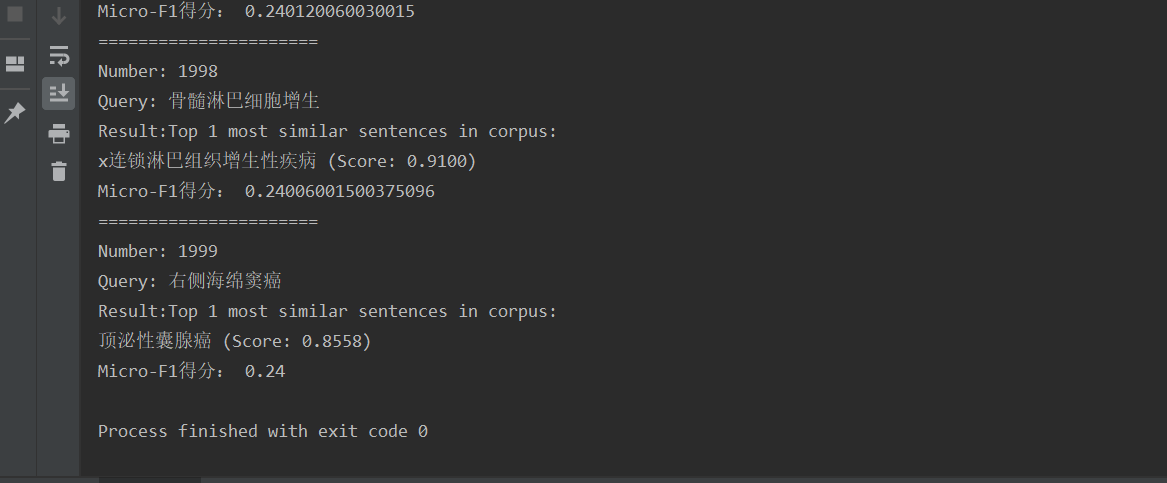 Micro-F1得分： 0.240120060030015
======================
Number: 1998
Query: 骨髓淋巴细胞增生
Result:Top 1 most similar sentences in corpus:
x连锁淋巴组织增生性疾病 (Score: 0.9100)
Micro-F1得分： 0.24006001500375096
======================
Number: 1999
Query: 右侧海绵窦癌
Result:Top 1 most similar sentences in corpus:
顶泌性囊腺癌 (Score: 0.8558)
Micro-F1得分： 0.24
Process finished with exit code 0